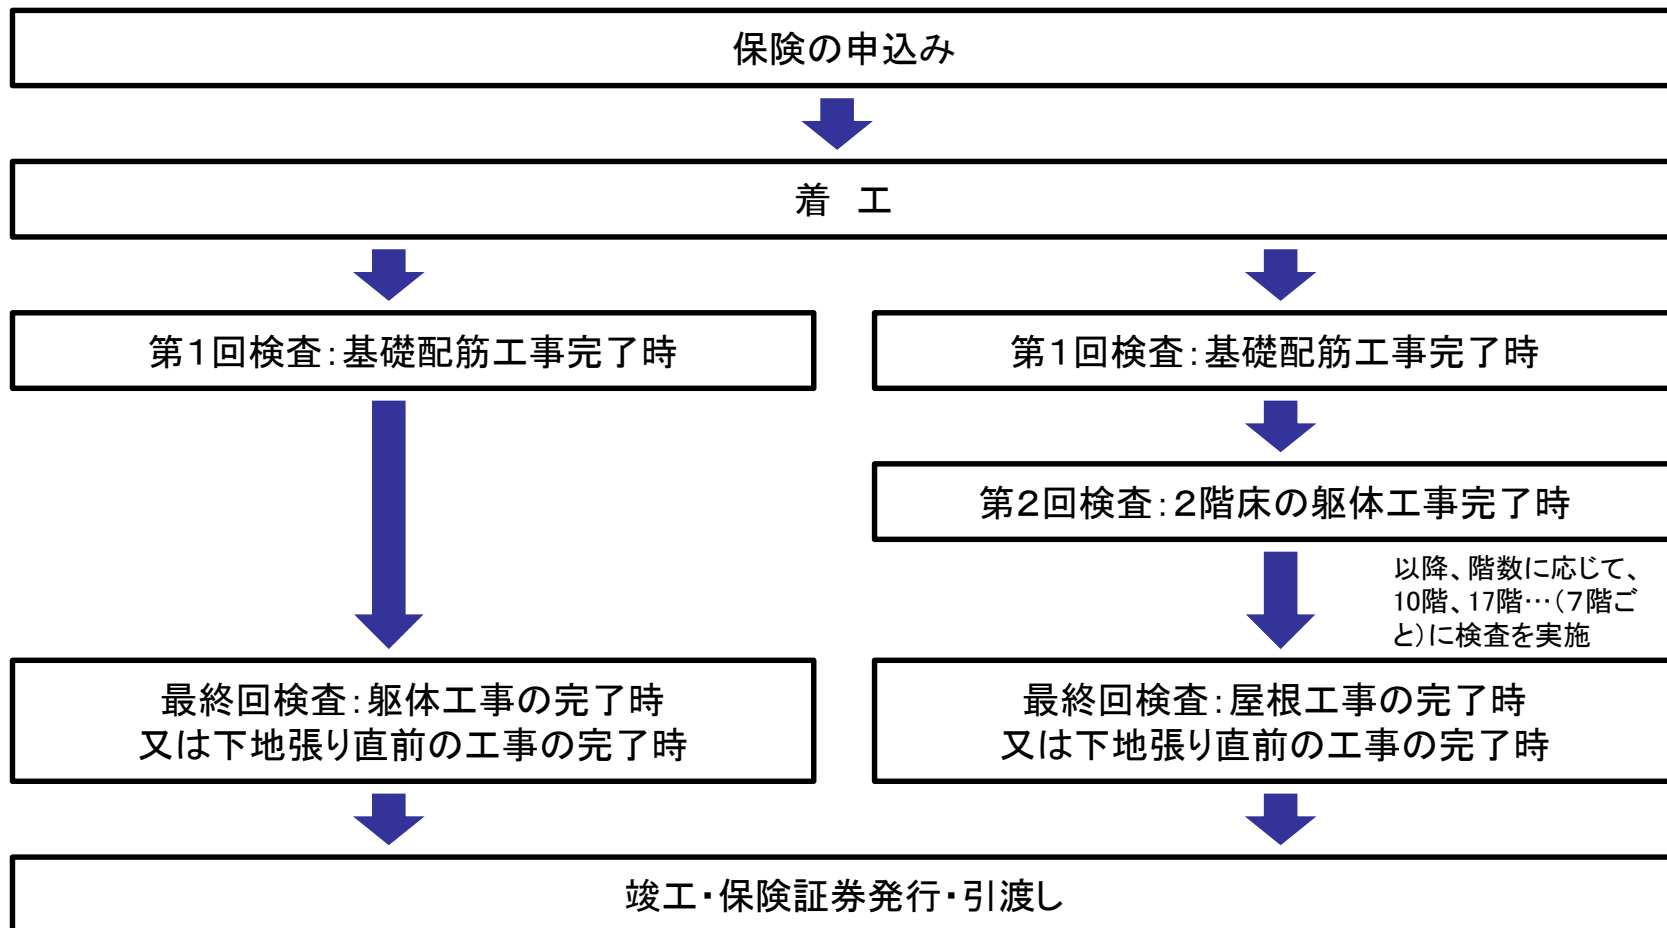 保険の申込み
着　工
第１回検査：基礎配筋工事完了時
第１回検査：基礎配筋工事完了時
第２回検査：２階床の躯体工事完了時
以降、階数に応じて、
10階、17階…（７階ご
と）に検査を実施
最終回検査：躯体工事の完了時
又は下地張り直前の工事の完了時
最終回検査：屋根工事の完了時
又は下地張り直前の工事の完了時
竣工・保険証券発行・引渡し